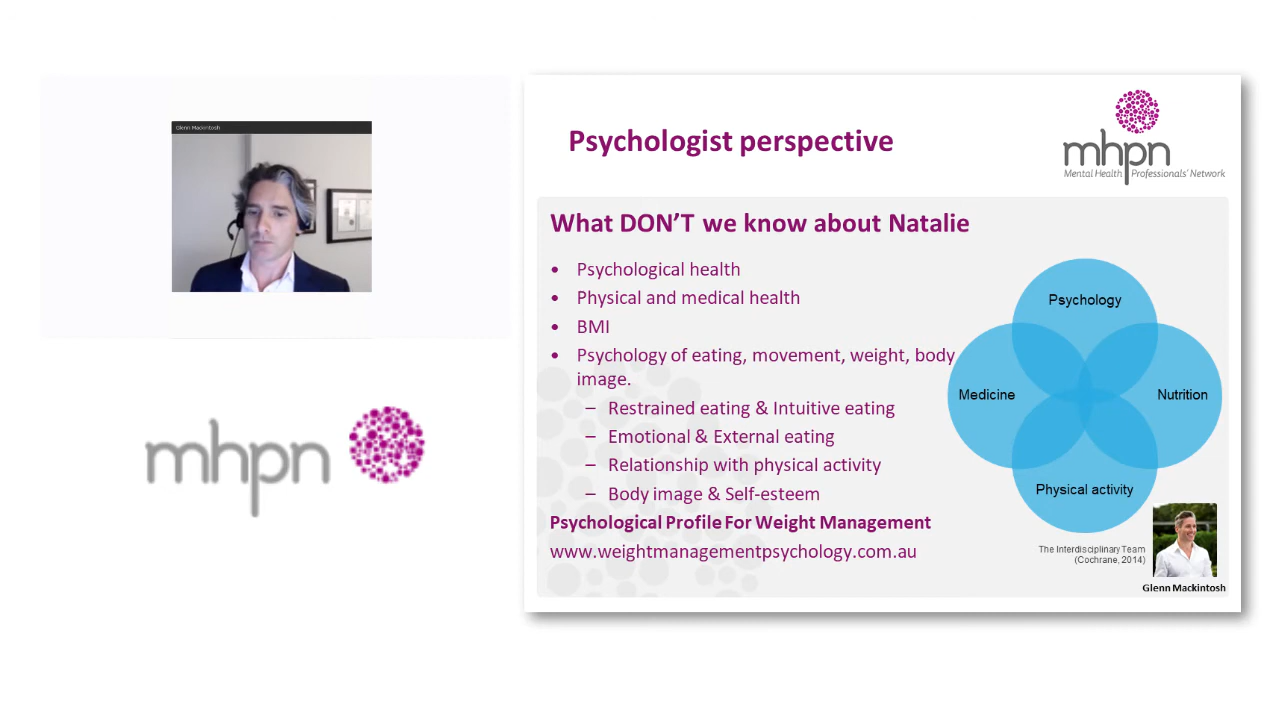 Glenn Mackintosh
mhpn
Psychologist perspective
mhpn
Mental Health Professionals' Network
What DON'T we know about Natalie
• Psychological health
• Physical and medical health
• BMI
• Psychology of eating, movement, weight, body
image.
– Restrained eating & Intuitive eating
– Emotional & External eating
– Relationship with physical activity
– Body image & Self-esteem
Psychological Profile For Weight Management
www.weightmanagementpsychology.com.au
Psychology
Medicine
Nutrition
Physical activity
The Interdisciplinary Team
(Cochrane, 2014)
Glenn Mackintosh